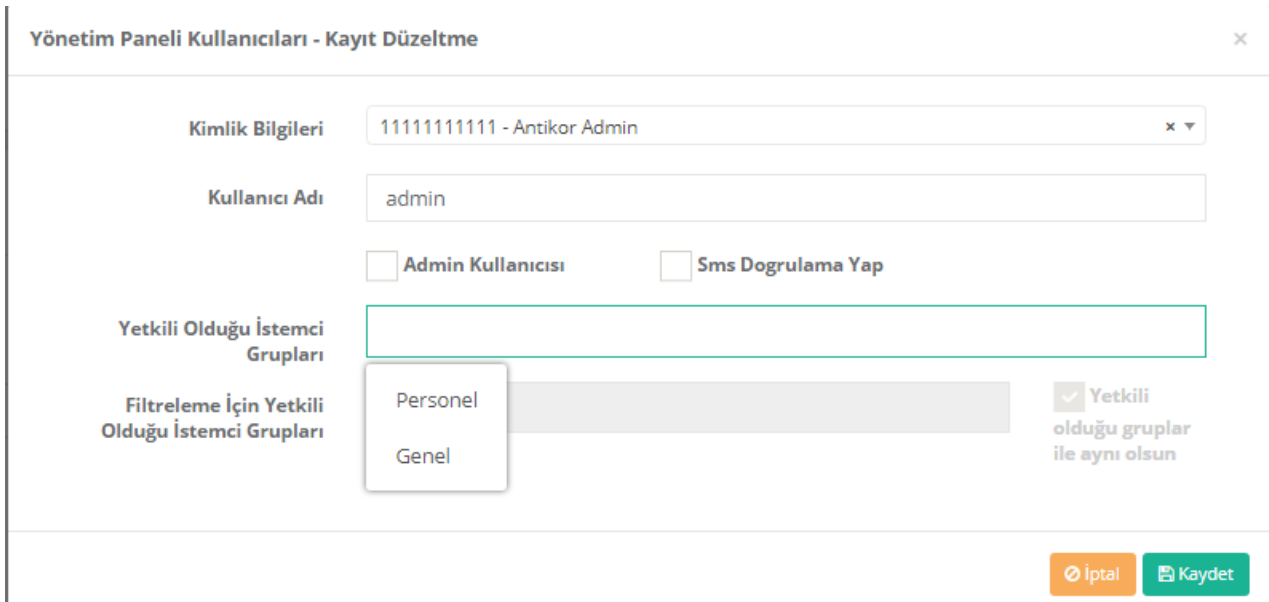 Yönetim Paneli Kullanıcıları - Kayıt Düzeltme
×
Kimlik Bilgileri
11111111111 - Antikor Admin
×
Kullanıcı Adı
admin
Admin Kullanıcısı
Sms Dogrulama Yap
Yetkili Olduğu İstemci
Grupları
Filtreleme İçin Yetkili
Olduğu İstemci Grupları
Personel
Genel
Yetkili
olduğu gruplar
ile aynı olsun
İptal
Kaydet